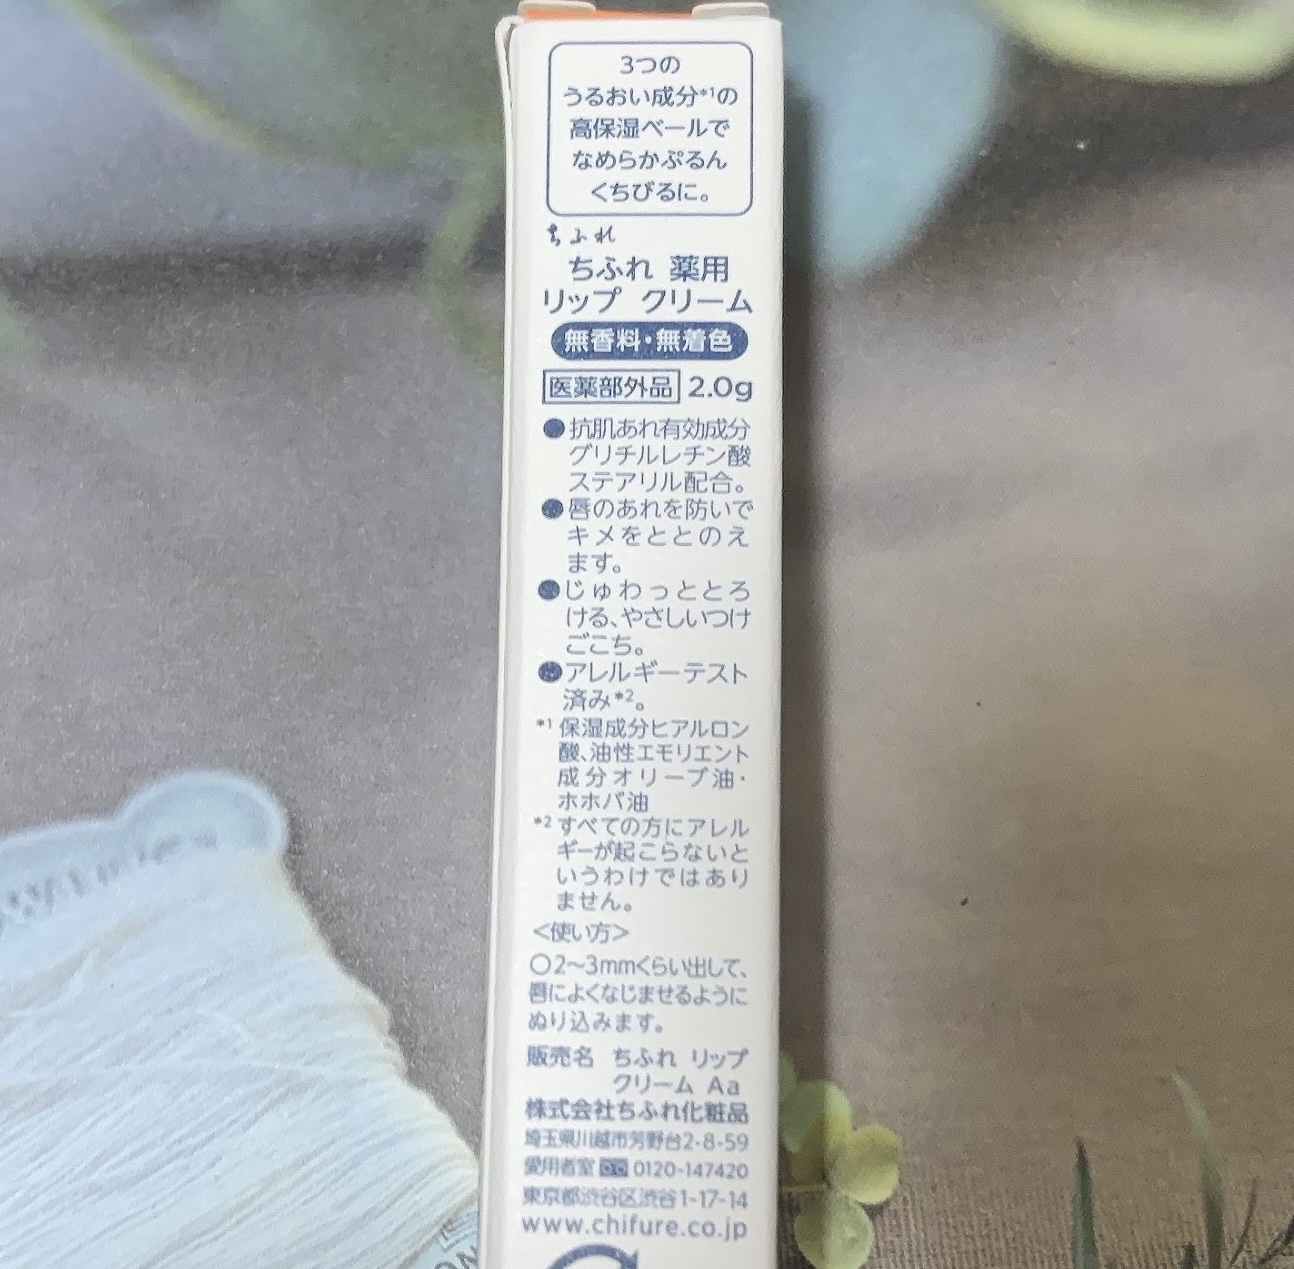 3つの
うるおい成分*1の
高保湿ベールで
なめらかぷるん
くちびるに。
ちふれ
ちふれ 薬用
リップ クリーム
無香料・無着色
医薬部外品 2.0g
●抗肌あれ有効成分
グリチルレチン酸
ステアリル配合。
●唇のあれを防いで
キメをととのえ
ます。
●じゅわっととろ
ける、やさしいつけ
ごこち。
●アレルギーテスト
済み*2。
*1 保湿成分ヒアルロン
酸、油性エモリエント
成分オリーブ油・
ホホバ油
*2 すべての方にアレル
ギーが起こらないと
いうわけではあり
ません。
<使い方>
○2〜3mmくらい出して、
唇によくなじませるように
ぬり込みます。
販売名 ちふれ リップ
クリーム Aa
株式会社ちふれ化粧品
埼玉県川越市芳野台2-8-59
愛用者室 0120-147420
東京都渋谷区渋谷1-17-14
www.chifure.co.jp